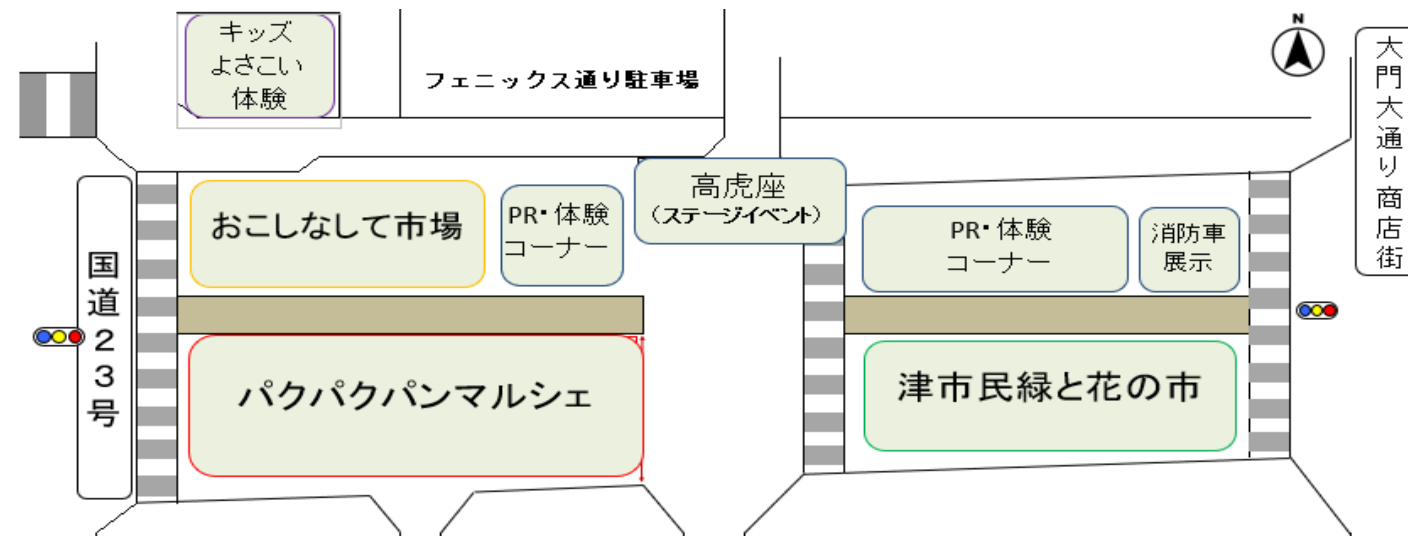 キッズ
よさこい
体験
フェニックス通り駐車場
N
大門大通り商店街
高虎座
(ステージイベント)
おこしなして市場
PR・体験
コーナー
PR・体験
コーナー
消防車
展示
国道23号
パクパクパンマルシェ
津市民緑と花の市